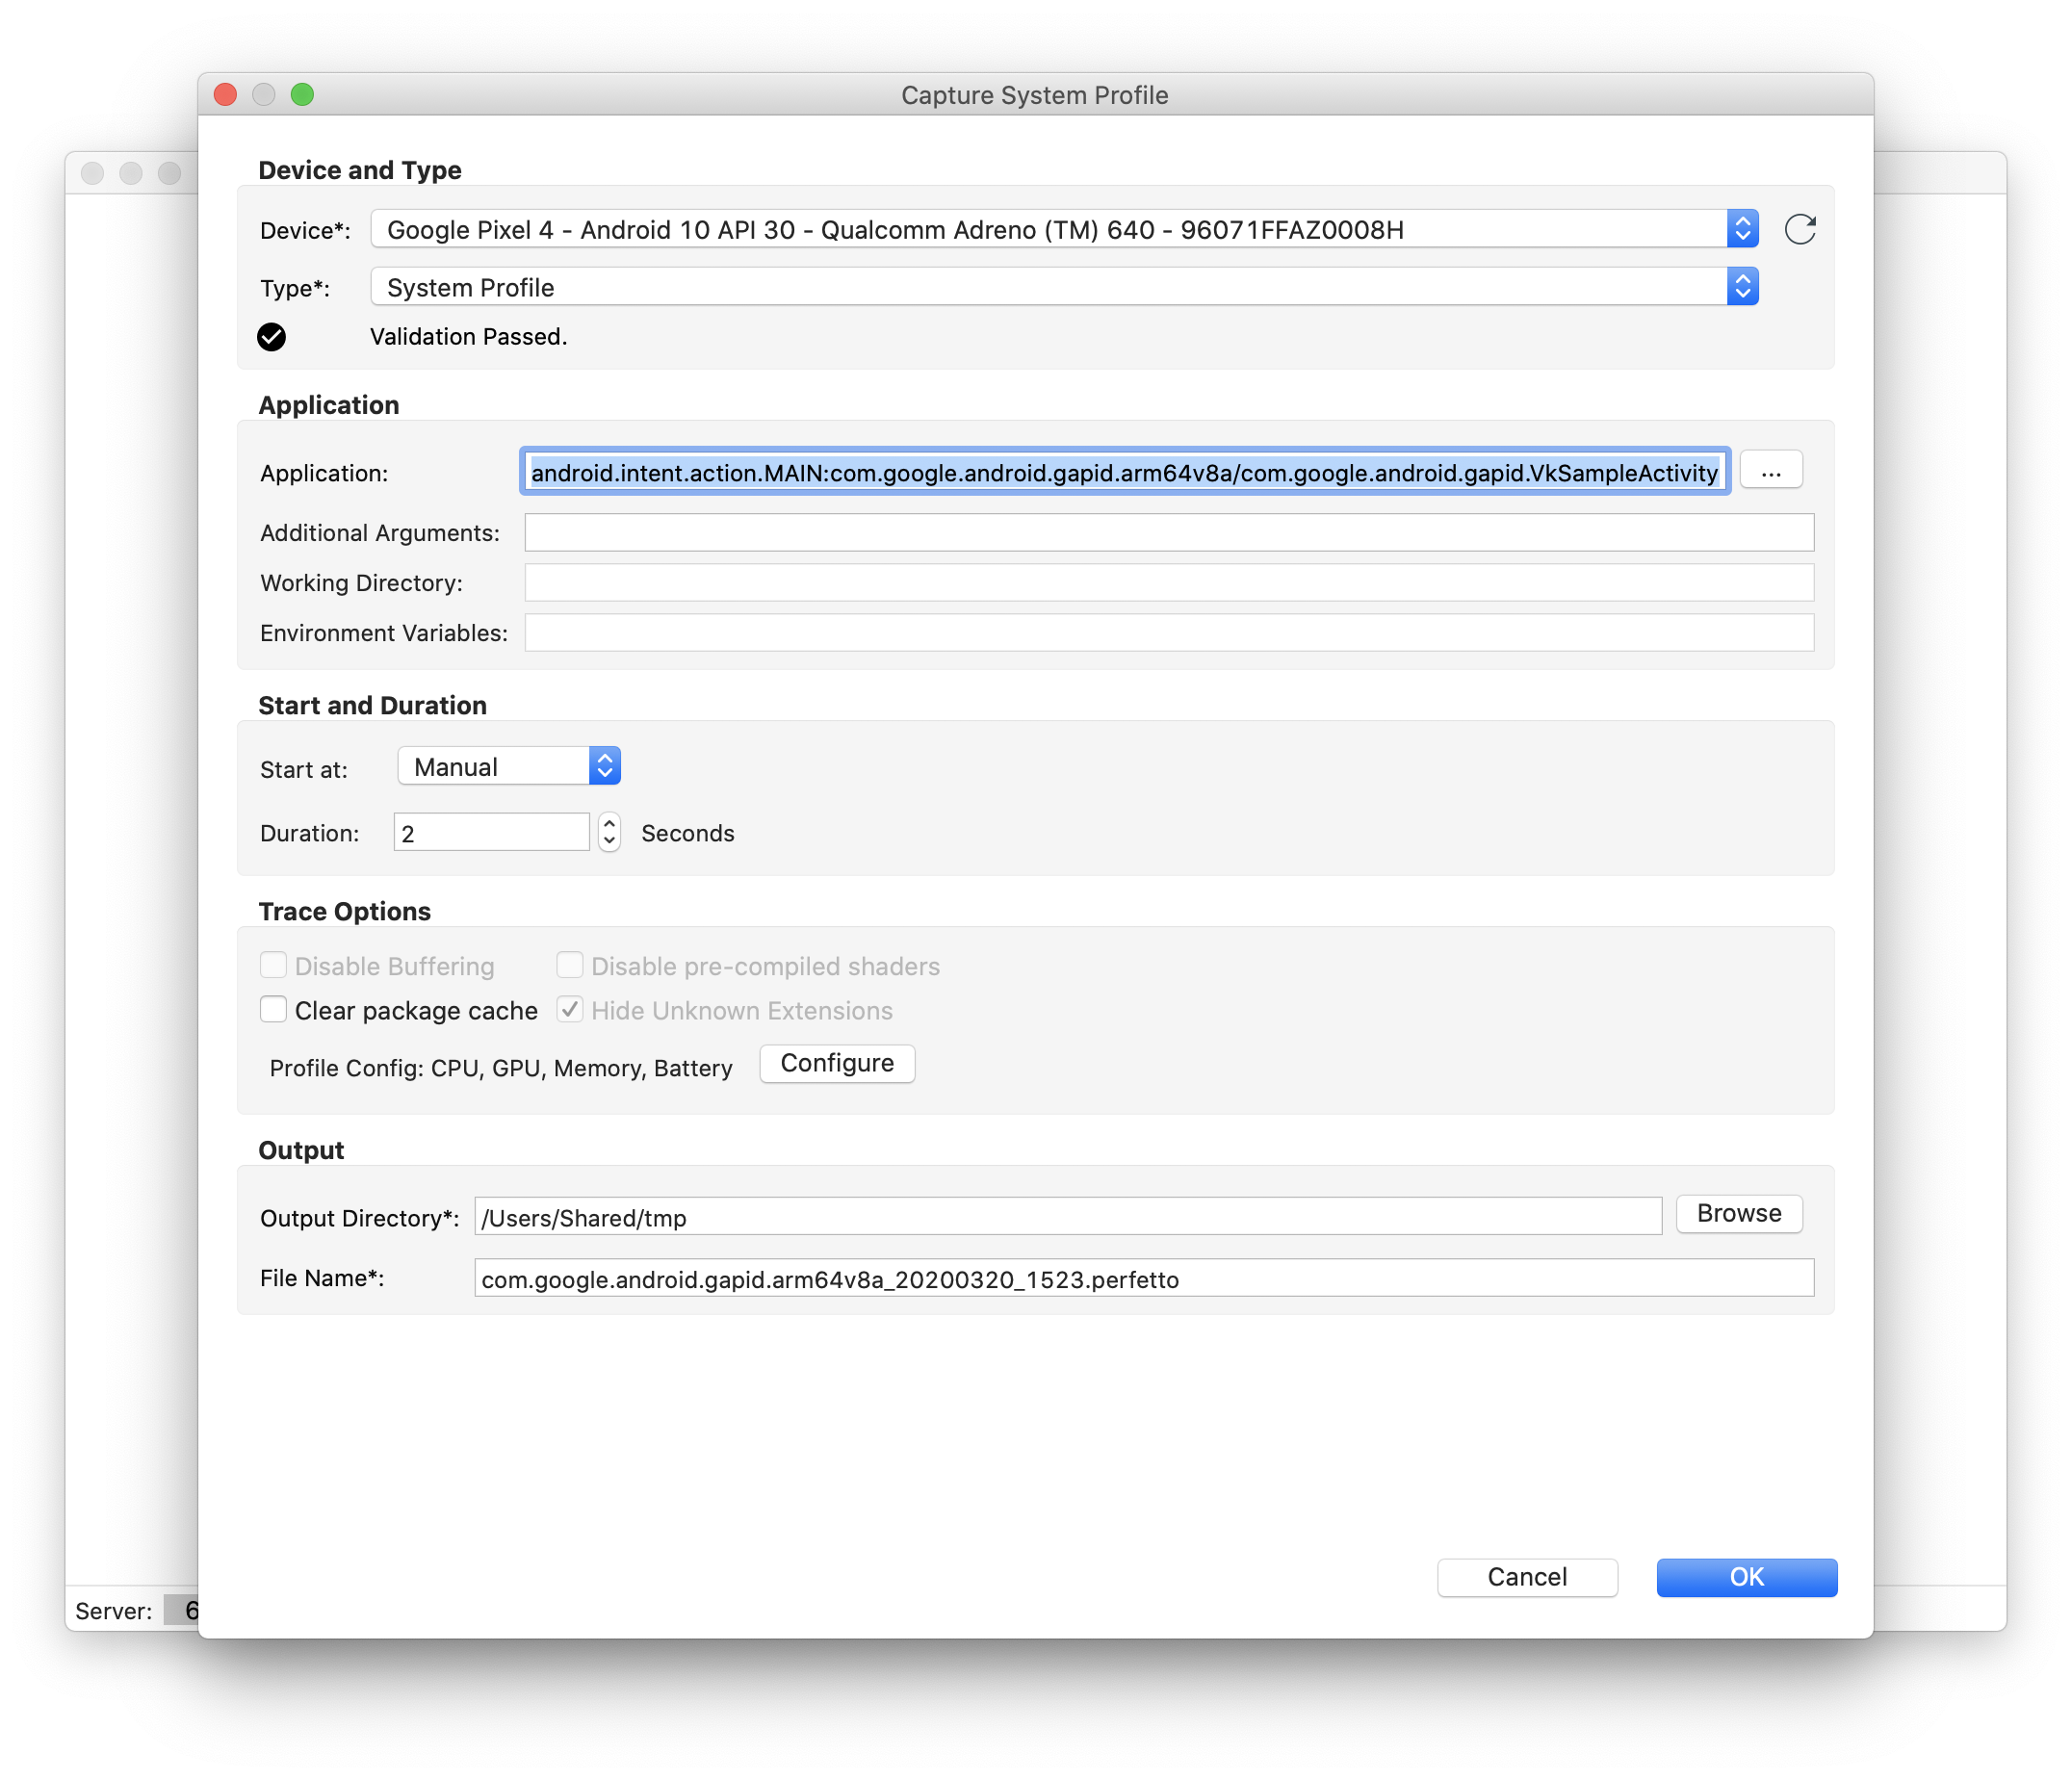 Capture System Profile
Device and Type
Device*: Google Pixel 4 - Android 10 API 30 - Qualcomm Adreno (TM) 640 - 96071FFAZ0008H
Type*: System Profile
Validation Passed.
Application
Application: android.intent.action.MAIN:com.google.android.gapid.arm64v8a/com.google.android.gapid.VkSampleActivity ...
Additional Arguments:
Working Directory:
Environment Variables:
Start and Duration
Start at: Manual
Duration: 2 Seconds
Trace Options
Disable Buffering Disable pre-compiled shaders
Clear package cache Hide Unknown Extensions
Profile Config: CPU, GPU, Memory, Battery Configure
Output
Output Directory*: /Users/Shared/tmp Browse
File Name*: com.google.android.gapid.arm64v8a_20200320_1523.perfetto
Cancel OK
Server: 6